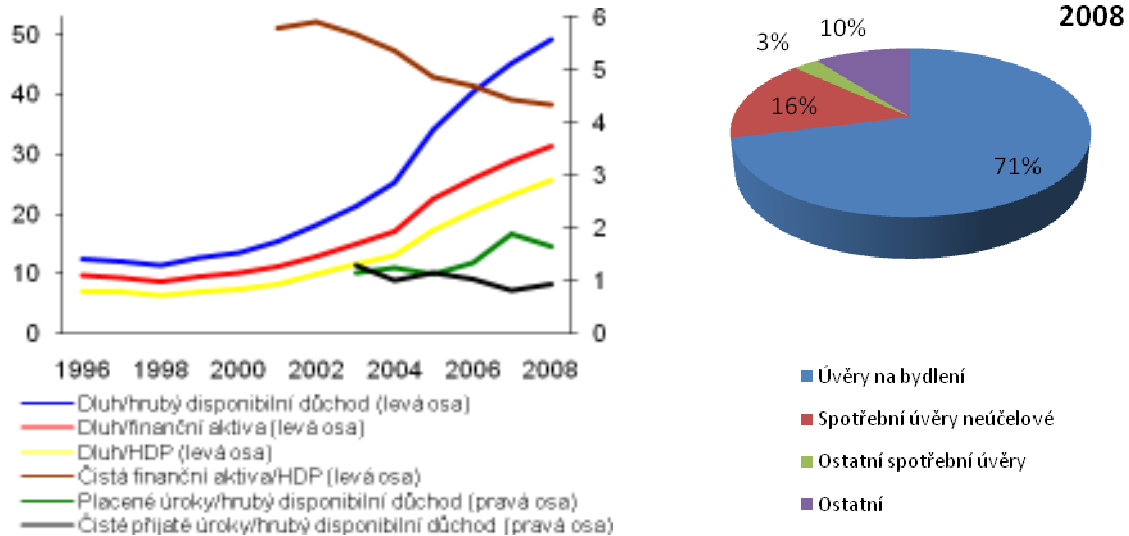 50
40
30
20
10
0
6
5
4
3
2
1
0
1996 1998 2000 2002 2004 2006 2008
Dluh/hrubý disponibilní důchod (levá osa)
Dluh/finanční aktiva (levá osa)
Dluh/HDP (levá osa)
Čistá finanční aktiva/HDP (levá osa)
Placené úroky/hrubý disponibilní důchod (pravá osa)
Čisté přijaté úroky/hrubý disponibilní důchod (pravá osa)
2008
10%
3%
16%
71%
Úvěry na bydlení
Spotřební úvěry neúčelové
Ostatní spotřební úvěry
Ostatní